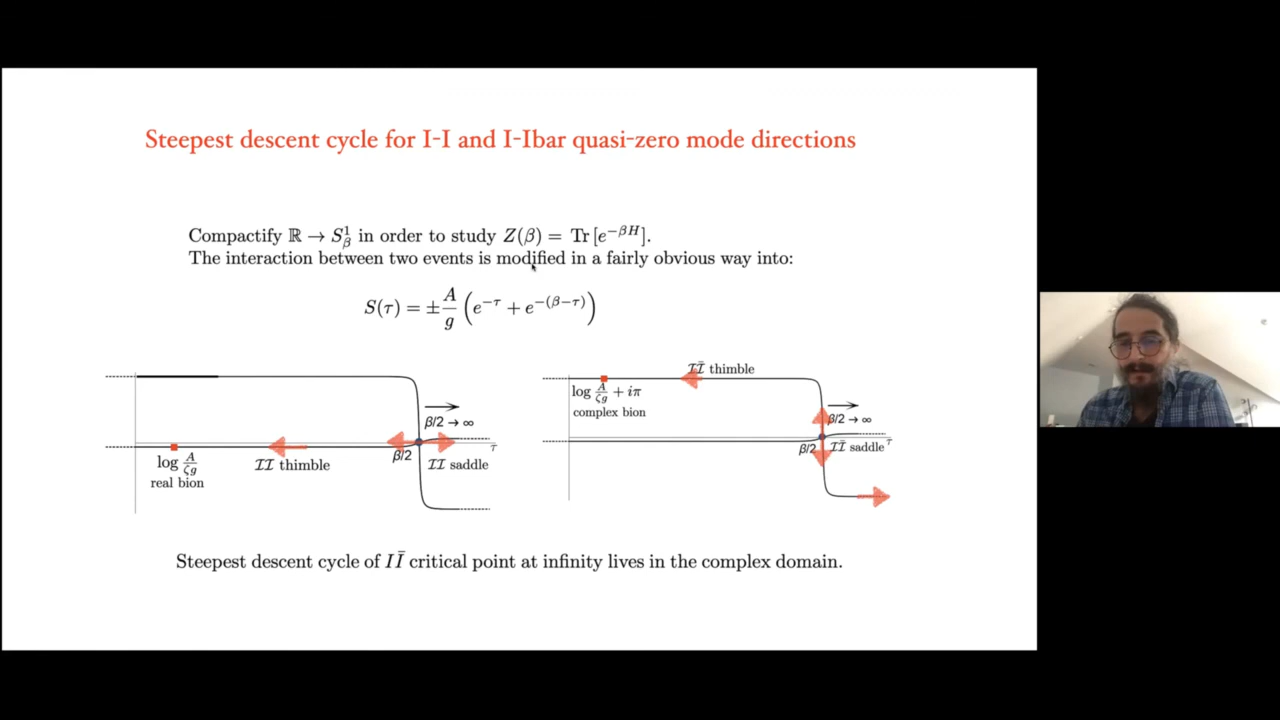 Steepest descent cycle for I-I and I-Ibar quasi-zero mode directions
Compactify ℝ → S¹_β in order to study Z(β) = Tr [e^{-βH}].
The interaction between two events is modified in a fairly obvious way into:
S(τ) = ± A/g (e^{-τ} + e^{-(β-τ)})
β/2 → ∞
τ
β/2
log A/ζg
real bion
𝓘𝓘 thimble
𝓘𝓘 saddle
𝓘𝓘̄ thimble
log A/ζg + iπ
complex bion
β/2 → ∞
τ
β/2
𝓘𝓘̄ saddle
Steepest descent cycle of IĪ critical point at infinity lives in the complex domain.